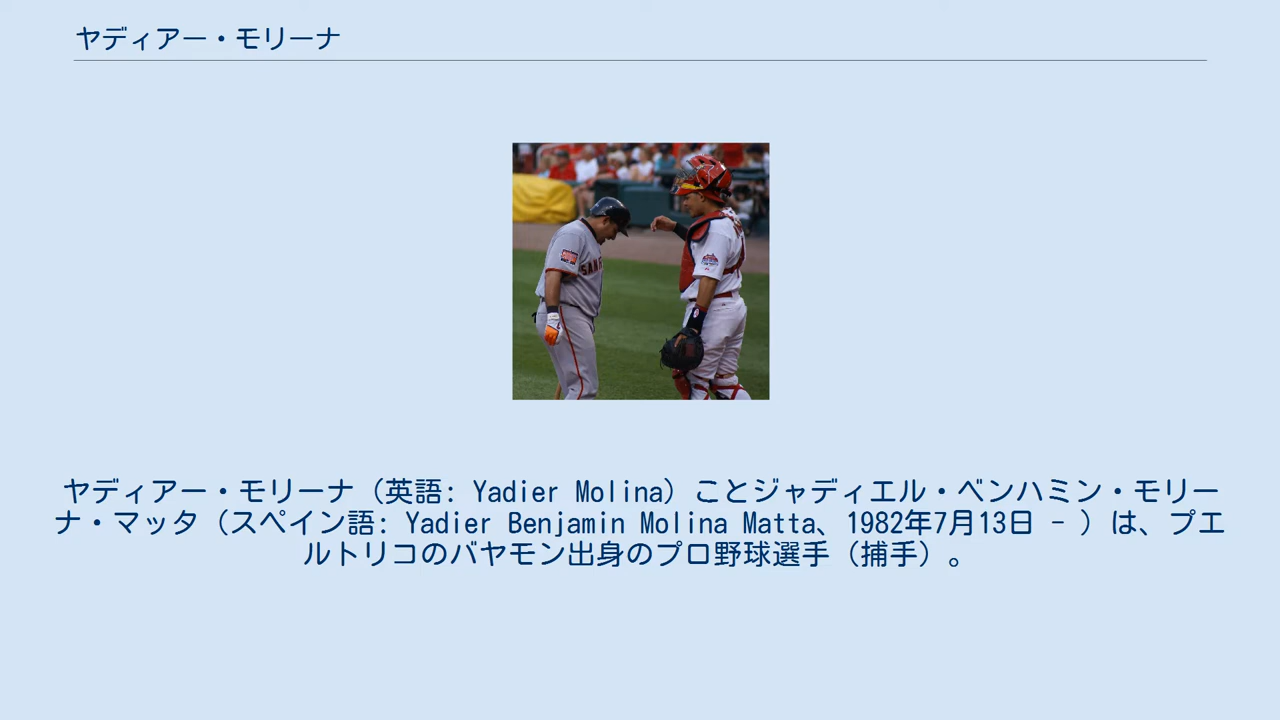 ヤディアー・モリーナ
SAN
ヤディアー・モリーナ（英語: Yadier Molina）ことジャディエル・ベンハミン・モリー
ナ・マッタ（スペイン語: Yadier Benjamin Molina Matta、1982年7月13日 - ）は、プエ
ルトリコのバヤモン出身のプロ野球選手（捕手）。